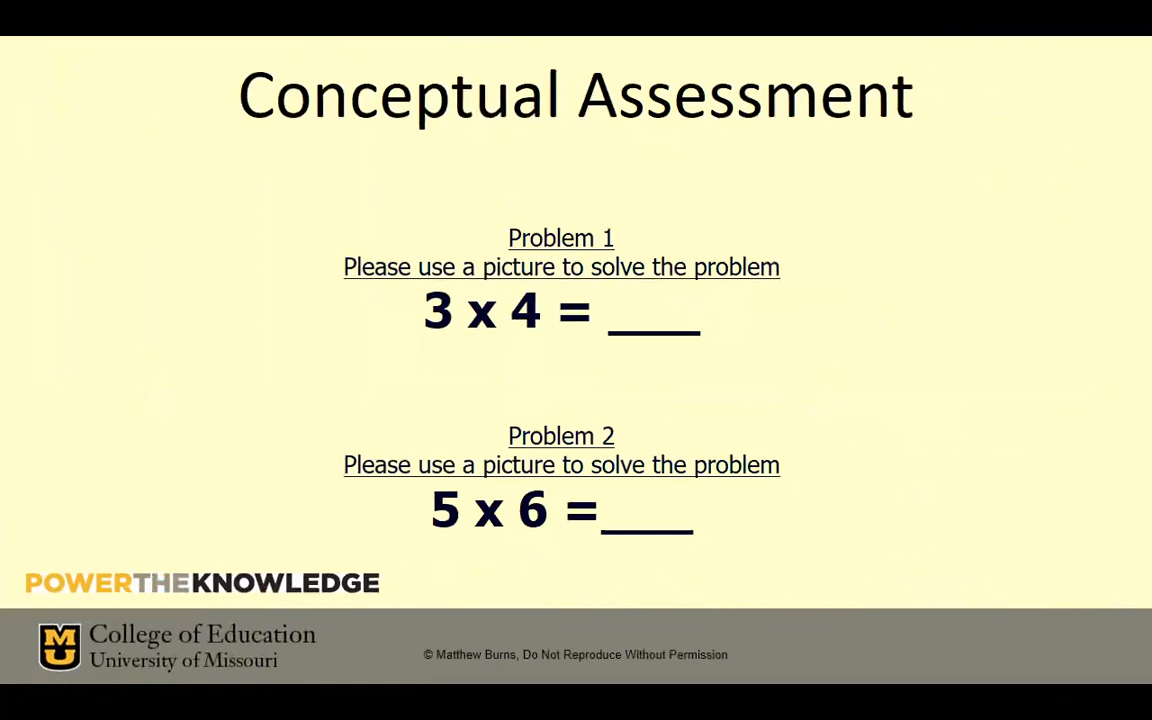 Conceptual Assessment
Problem 1
Please use a picture to solve the problem
3 x 4 = ____
Problem 2
Please use a picture to solve the problem
5 x 6 =____
POWERTHEKNOWLEDGE
College of Education
University of Missouri
© Matthew Burns, Do Not Reproduce Without Permission